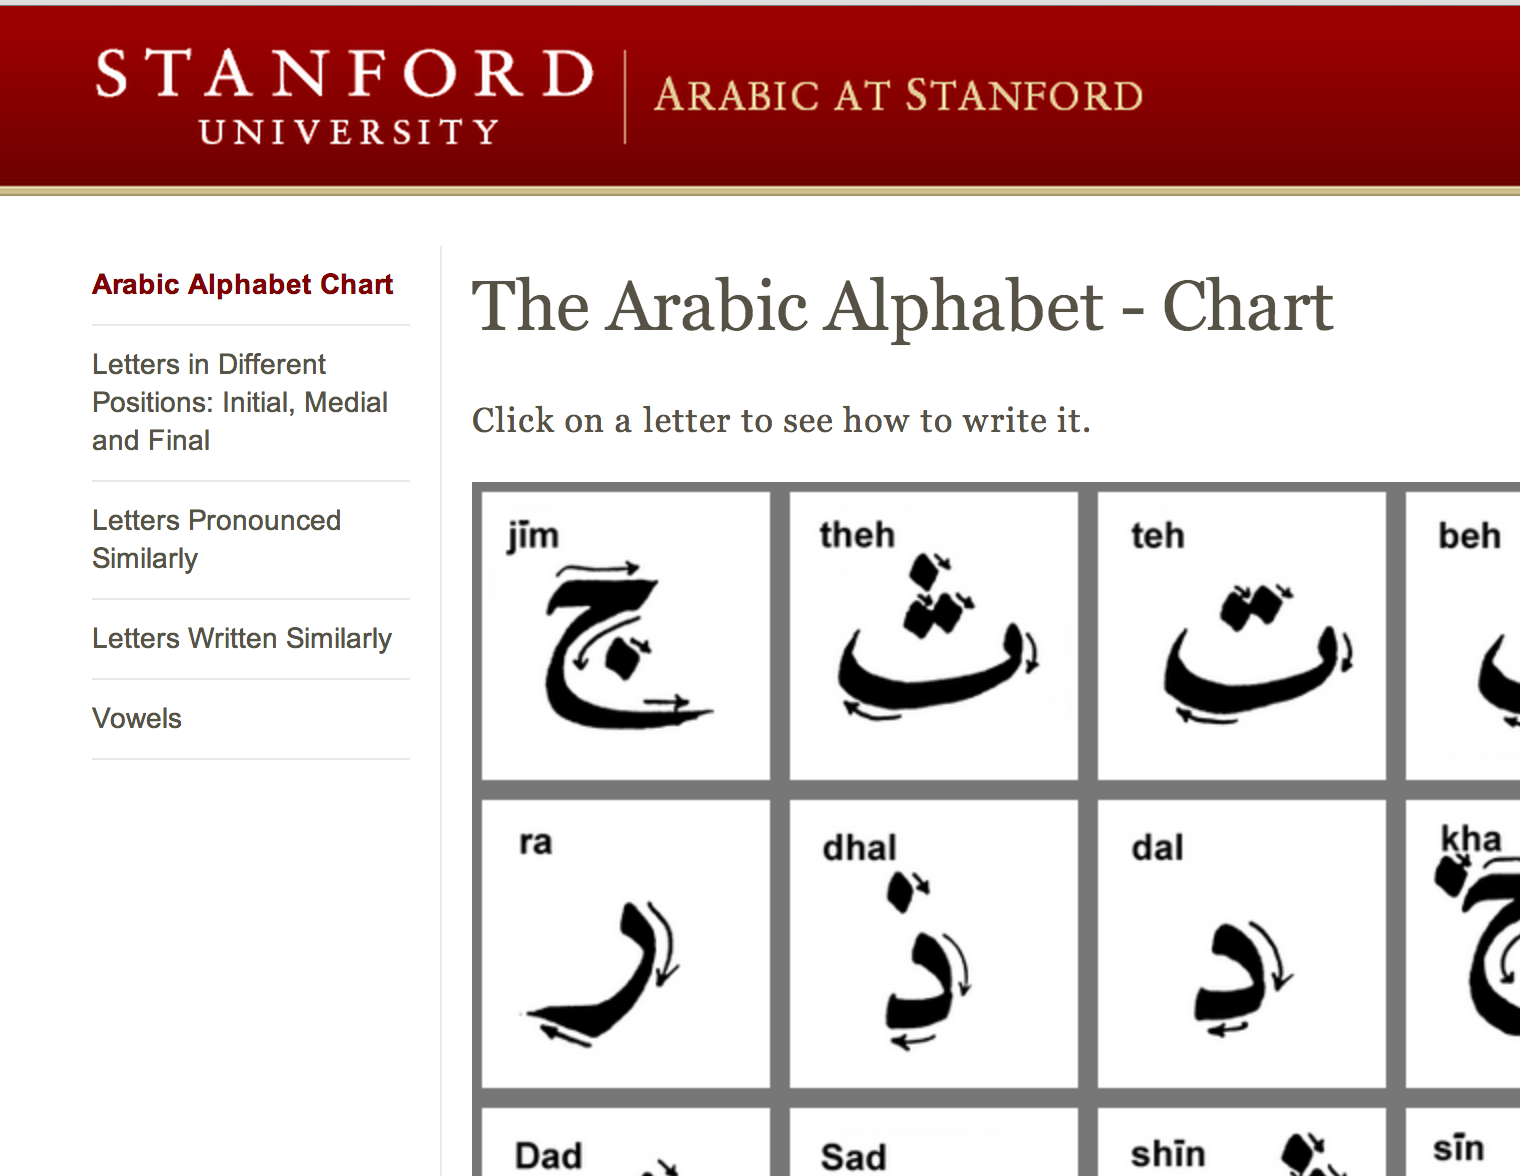 STANFORD
UNIVERSITY
ARABIC AT STANFORD
Arabic Alphabet Chart
Letters in Different
Positions: Initial, Medial
and Final
Letters Pronounced
Similarly
Letters Written Similarly
Vowels
The Arabic Alphabet - Chart
Click on a letter to see how to write it.
jīm
ج
theh
ث
teh
ت
beh
ra
ر
dhal
ذ
dal
د
kha
خ
Dad
Sad
shīn
sīn